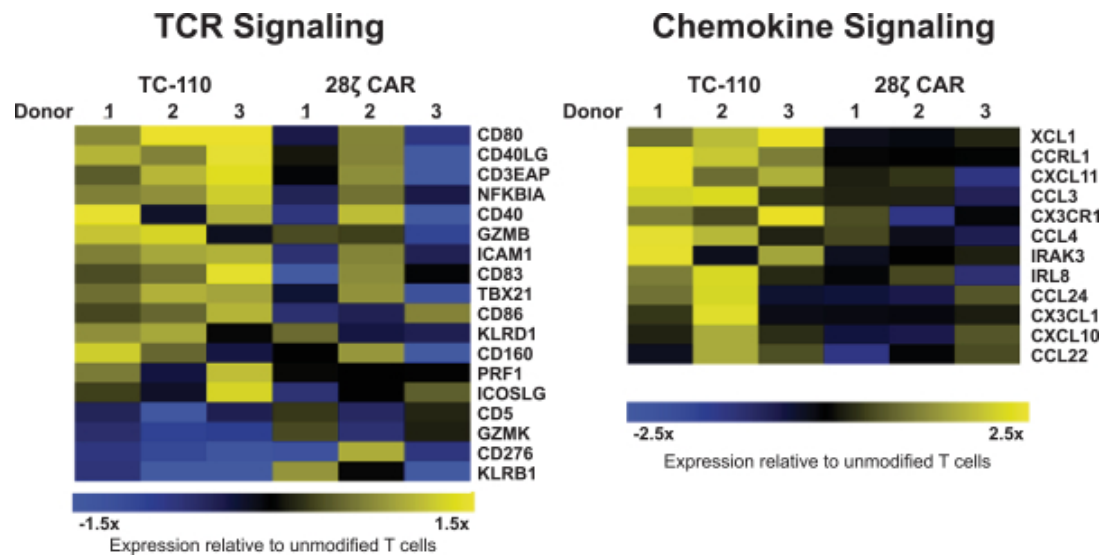 TCR Signaling
TC-110 28ζ CAR
Donor 1 2 3 1 2 3
CD80
CD40LG
CD3EAP
NFKBIA
CD40
GZMB
ICAM1
CD83
TBX21
CD86
KLRD1
CD160
PRF1
ICOSLG
CD5
GZMK
CD276
KLRB1
-1.5x 1.5x
Expression relative to unmodified T cells
Chemokine Signaling
TC-110 28ζ CAR
Donor 1 2 3 1 2 3
XCL1
CCRL1
CXCL11
CCL3
CX3CR1
CCL4
IRAK3
IRL8
CCL24
CX3CL1
CXCL10
CCL22
-2.5x 2.5x
Expression relative to unmodified T cells